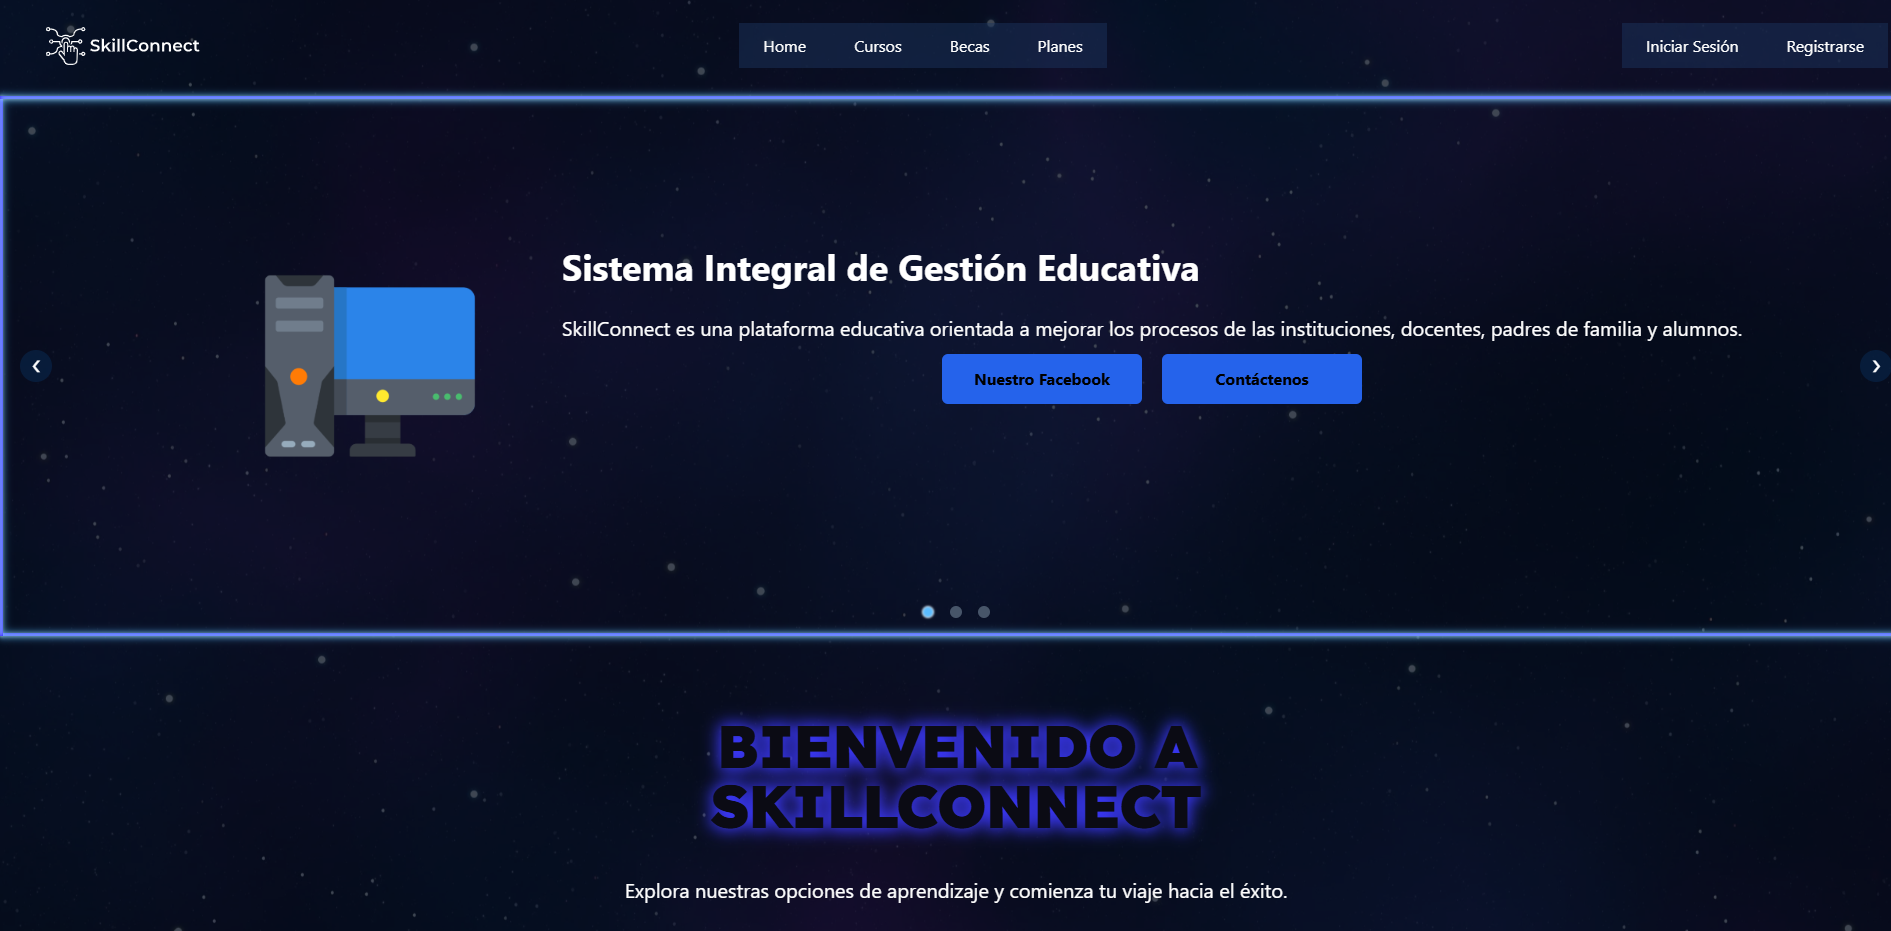 SkillConnect
Home Cursos Becas Planes
Iniciar Sesión Registrarse
Sistema Integral de Gestión Educativa
SkillConnect es una plataforma educativa orientada a mejorar los procesos de las instituciones, docentes, padres de familia y alumnos.
Nuestro Facebook Contáctenos
BIENVENIDO A
SKILLCONNECT
Explora nuestras opciones de aprendizaje y comienza tu viaje hacia el éxito.